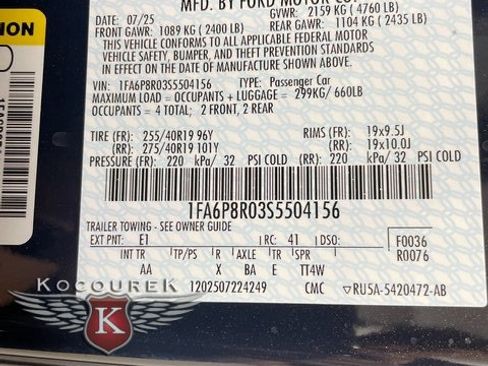 MFD. BY FORD MOTOR CO
07/25
GVWR: 2159 KG ( 4760 LB)
FRONT GAWR: 1089 KG ( 2400 LB)
REAR GAWR: 1104 KG ( 2435 LB)
THIS VEHICLE CONFORMS TO ALL APPLICABLE FEDERAL MOTOR
VEHICLE SAFETY, BUMPER, AND THEFT PREVENTION STANDARDS
IN EFFECT ON THE DATE OF MANUFACTURE SHOWN ABOVE.
VIN: 1FA6P8R03S5504156 TYPE: Passenger Car
MAXIMUM LOAD = OCCUPANTS + LUGGAGE = 299KG/ 660LB
OCCUPANTS = 4 TOTAL; 2 FRONT, 2 REAR
TIRE (FR): 255/40R19 96Y RIMS (FR): 19x9.5J
(RR): 275/40R19 101Y (RR): 19x10.0J
PRESSURE (FR): 220 kPa/ 32 PSI COLD (RR): 220 kPa/ 32 PSI COLD
1FA6P8R03S5504156
TRAILER TOWING - SEE OWNER GUIDE
EXT PNT: E1 RC: 41 DSO: F0036
R0076
INT TR TP/PS R AXLE TR SPR
AA X BA E TT4W
1202507224249 CMC RU5A-5420472-AB
KOCOUREK
K